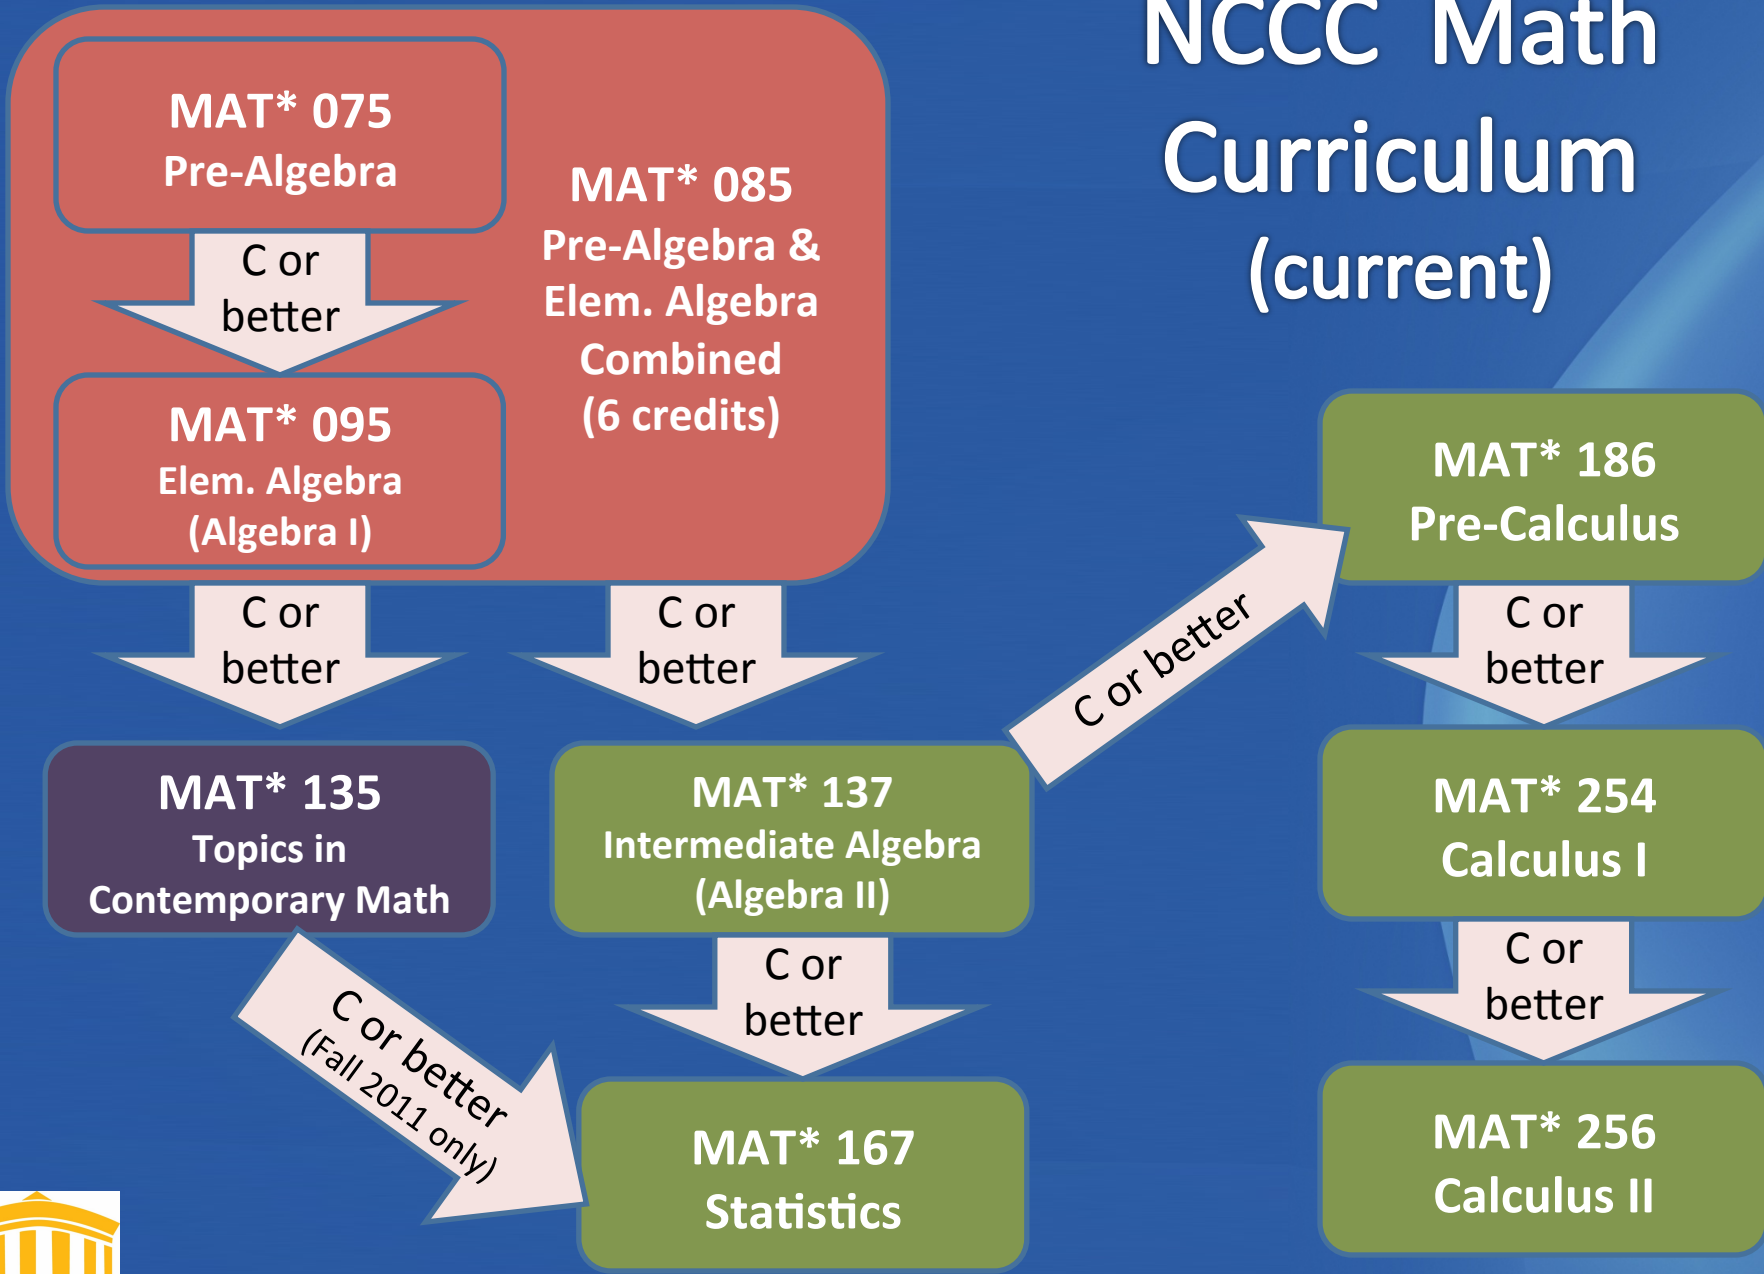 NCCC Math
Curriculum
(current)
MAT* 075
Pre-Algebra
C or
better
MAT* 095
Elem. Algebra
(Algebra I)
MAT* 085
Pre-Algebra &
Elem. Algebra
Combined
(6 credits)
C or
better
C or
better
MAT* 135
Topics in
Contemporary Math
MAT* 137
Intermediate Algebra
(Algebra II)
C or better
(Fall 2011 only)
C or
better
MAT* 167
Statistics
C or better
MAT* 186
Pre-Calculus
C or
better
MAT* 254
Calculus I
C or
better
MAT* 256
Calculus II